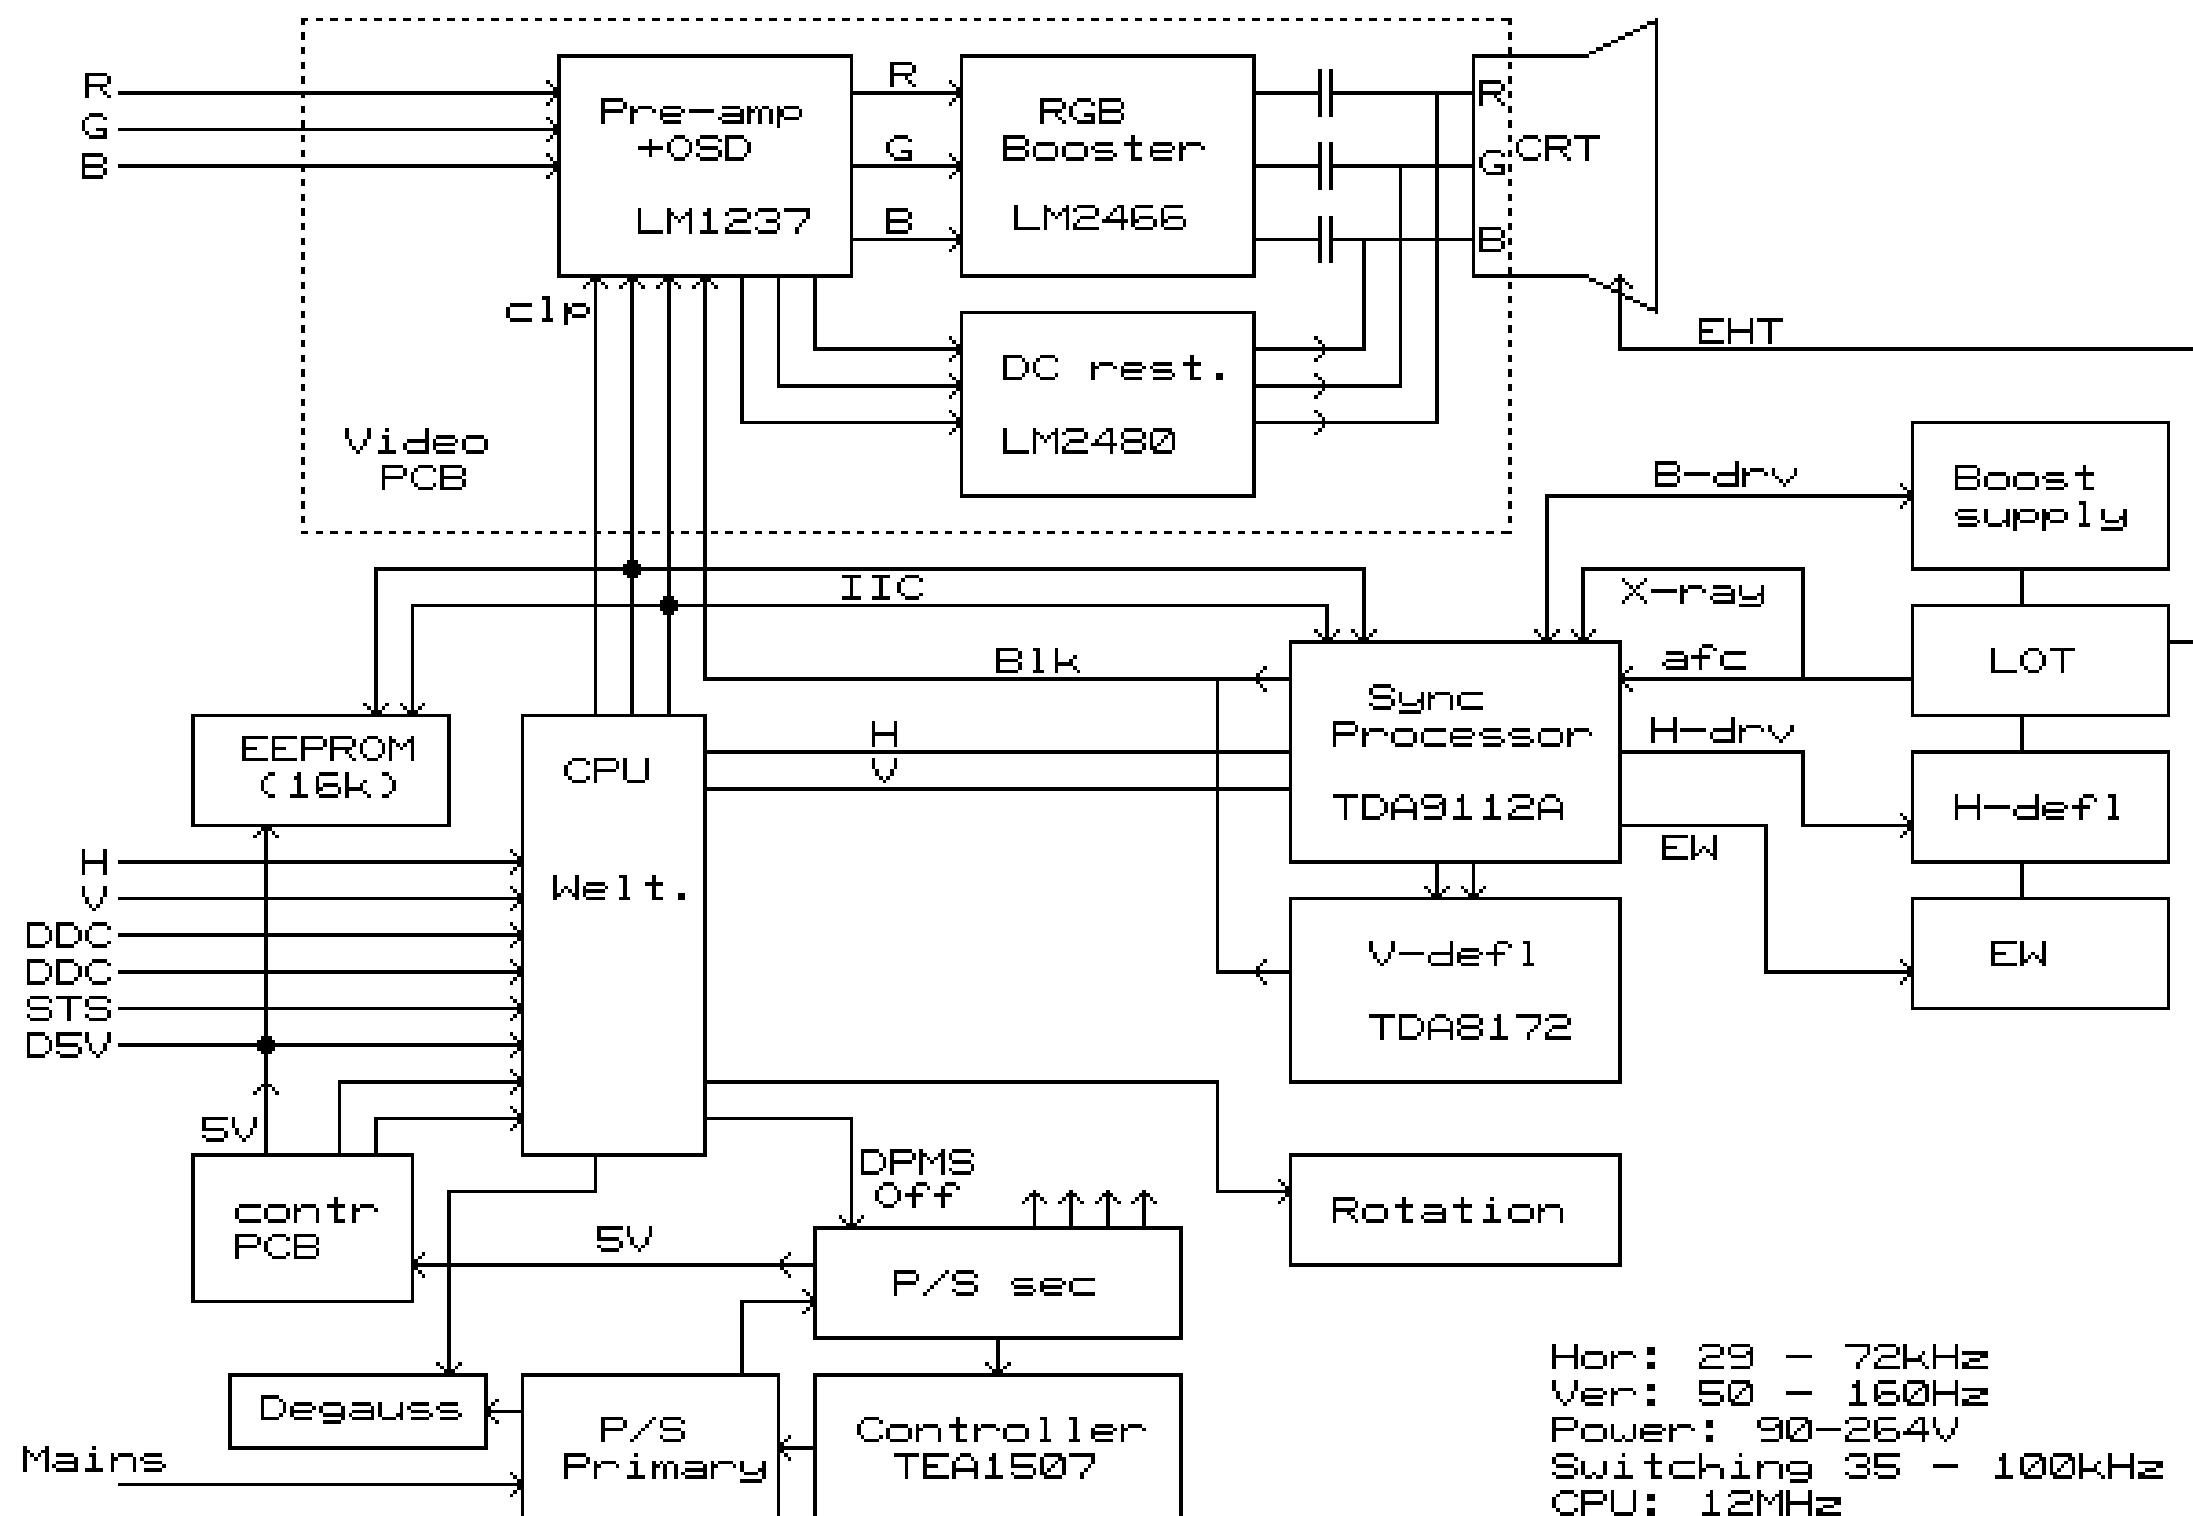 R
G
B
Pre-amp
+OSD
LM1237
R
G
B
RGB
Booster
LM2466
R
G
B
CRT
clp
EHT
DC rest.
LM2480
Video
PCB
B-drv
Boost
supply
IIC
X-ray
Blk
afc
LOT
Sync
Processor
TDA9112A
H-drv
H
V
EEPROM
(16k)
CPU
Welt.
H-defl
EW
H
V
DDC
DDC
STS
D5V
V-defl
TDA8172
EW
5V
DPMS
Off
contr
PCB
5V
P/S sec
Rotation
Degauss
P/S
Primary
Controller
TEA1507
Mains
Hor: 29 - 72kHz
Ver: 50 - 160Hz
Power: 90-264V
Switching 35 - 100kHz
CPU: 12MHz